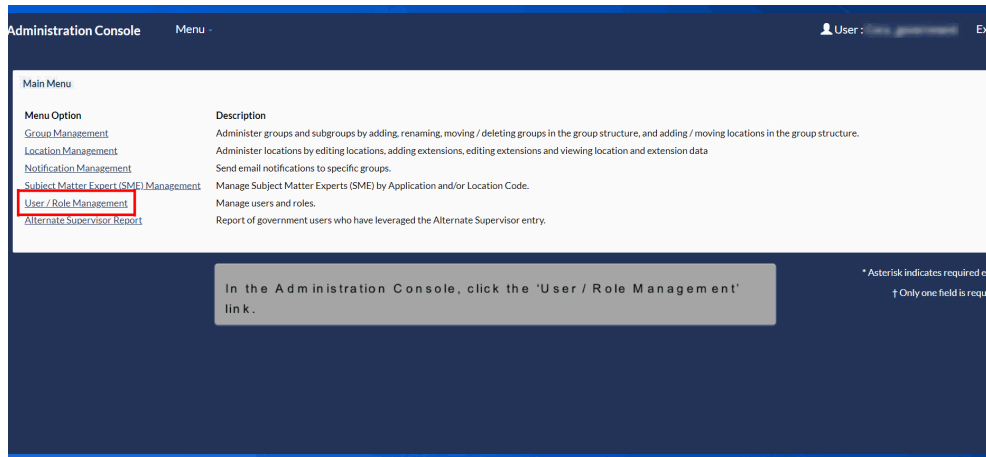 Administration Console Menu
User :
Main Menu
Menu Option Description
Group Management Administer groups and subgroups by adding, renaming, moving / deleting groups in the group structure, and adding / moving locations in the group structure.
Location Management Administer locations by editing locations, adding extensions, editing extensions and viewing location and extension data
Notification Management Send email notifications to specific groups.
Subject Matter Expert (SME) Management Manage Subject Matter Experts (SME) by Application and/or Location Code.
User / Role Management Manage users and roles.
Alternate Supervisor Report Report of government users who have leveraged the Alternate Supervisor entry.
* Asterisk indicates required e
† Only one field is requ
In the Administration Console, click the ‘User / Role Management’
link.